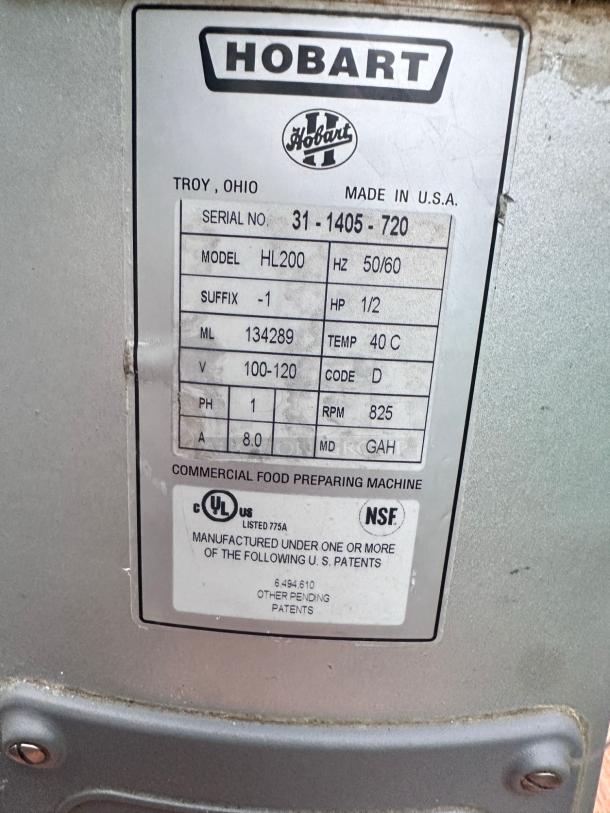 HOBART
Hobart
TROY, OHIO MADE IN U.S.A.
SERIAL NO. 31 - 1405 - 720
MODEL HL200 HZ 50/60
SUFFIX -1 HP 1/2
ML 134289 TEMP 40 C
V 100-120 CODE D
PH 1 RPM 825
A 8.0 MD GAH
COMMERCIAL FOOD PREPARING MACHINE
C UL US NSF
LISTED 775A
MANUFACTURED UNDER ONE OR MORE
OF THE FOLLOWING U. S. PATENTS
6,494,610
OTHER PENDING
PATENTS